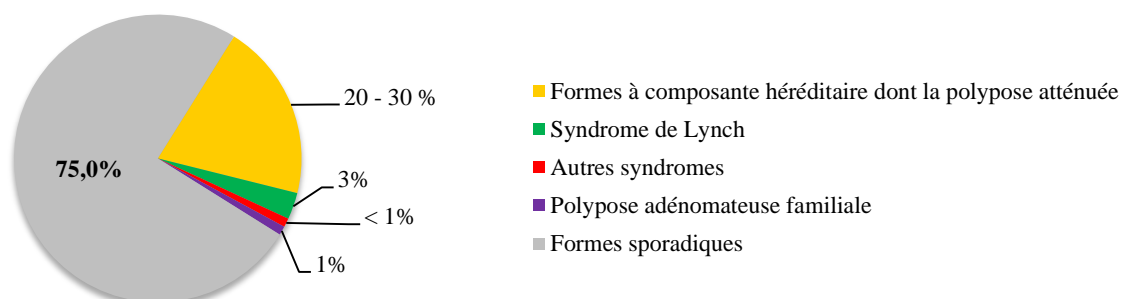 75,0%
20 - 30 %
3%
< 1%
1%
Formes à composante héréditaire dont la polypose atténuée
Syndrome de Lynch
Autres syndromes
Polypose adénomateuse familiale
Formes sporadiques